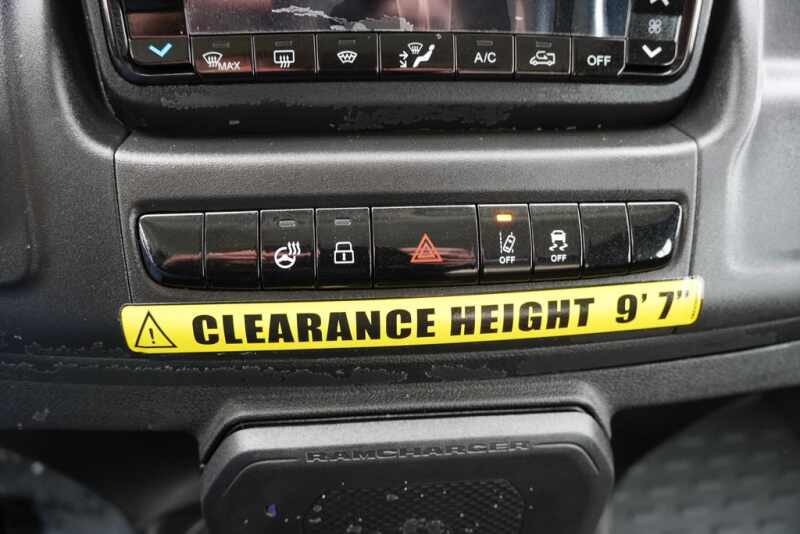 MAX A/C OFF
OFF OFF
CLEARANCE HEIGHT 9' 7"
RAMCHARGER